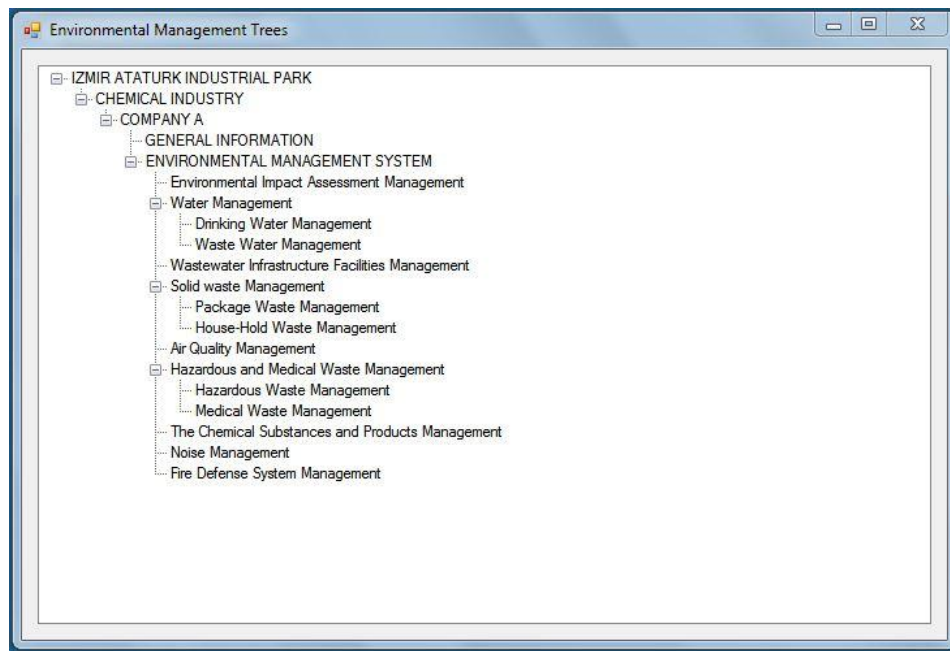 Environmental Management Trees
IZMIR ATATURK INDUSTRIAL PARK
CHEMICAL INDUSTRY
COMPANY A
GENERAL INFORMATION
ENVIRONMENTAL MANAGEMENT SYSTEM
Environmental Impact Assessment Management
Water Management
Drinking Water Management
Waste Water Management
Wastewater Infrastructure Facilities Management
Solid waste Management
Package Waste Management
House-Hold Waste Management
Air Quality Management
Hazardous and Medical Waste Management
Hazardous Waste Management
Medical Waste Management
The Chemical Substances and Products Management
Noise Management
Fire Defense System Management